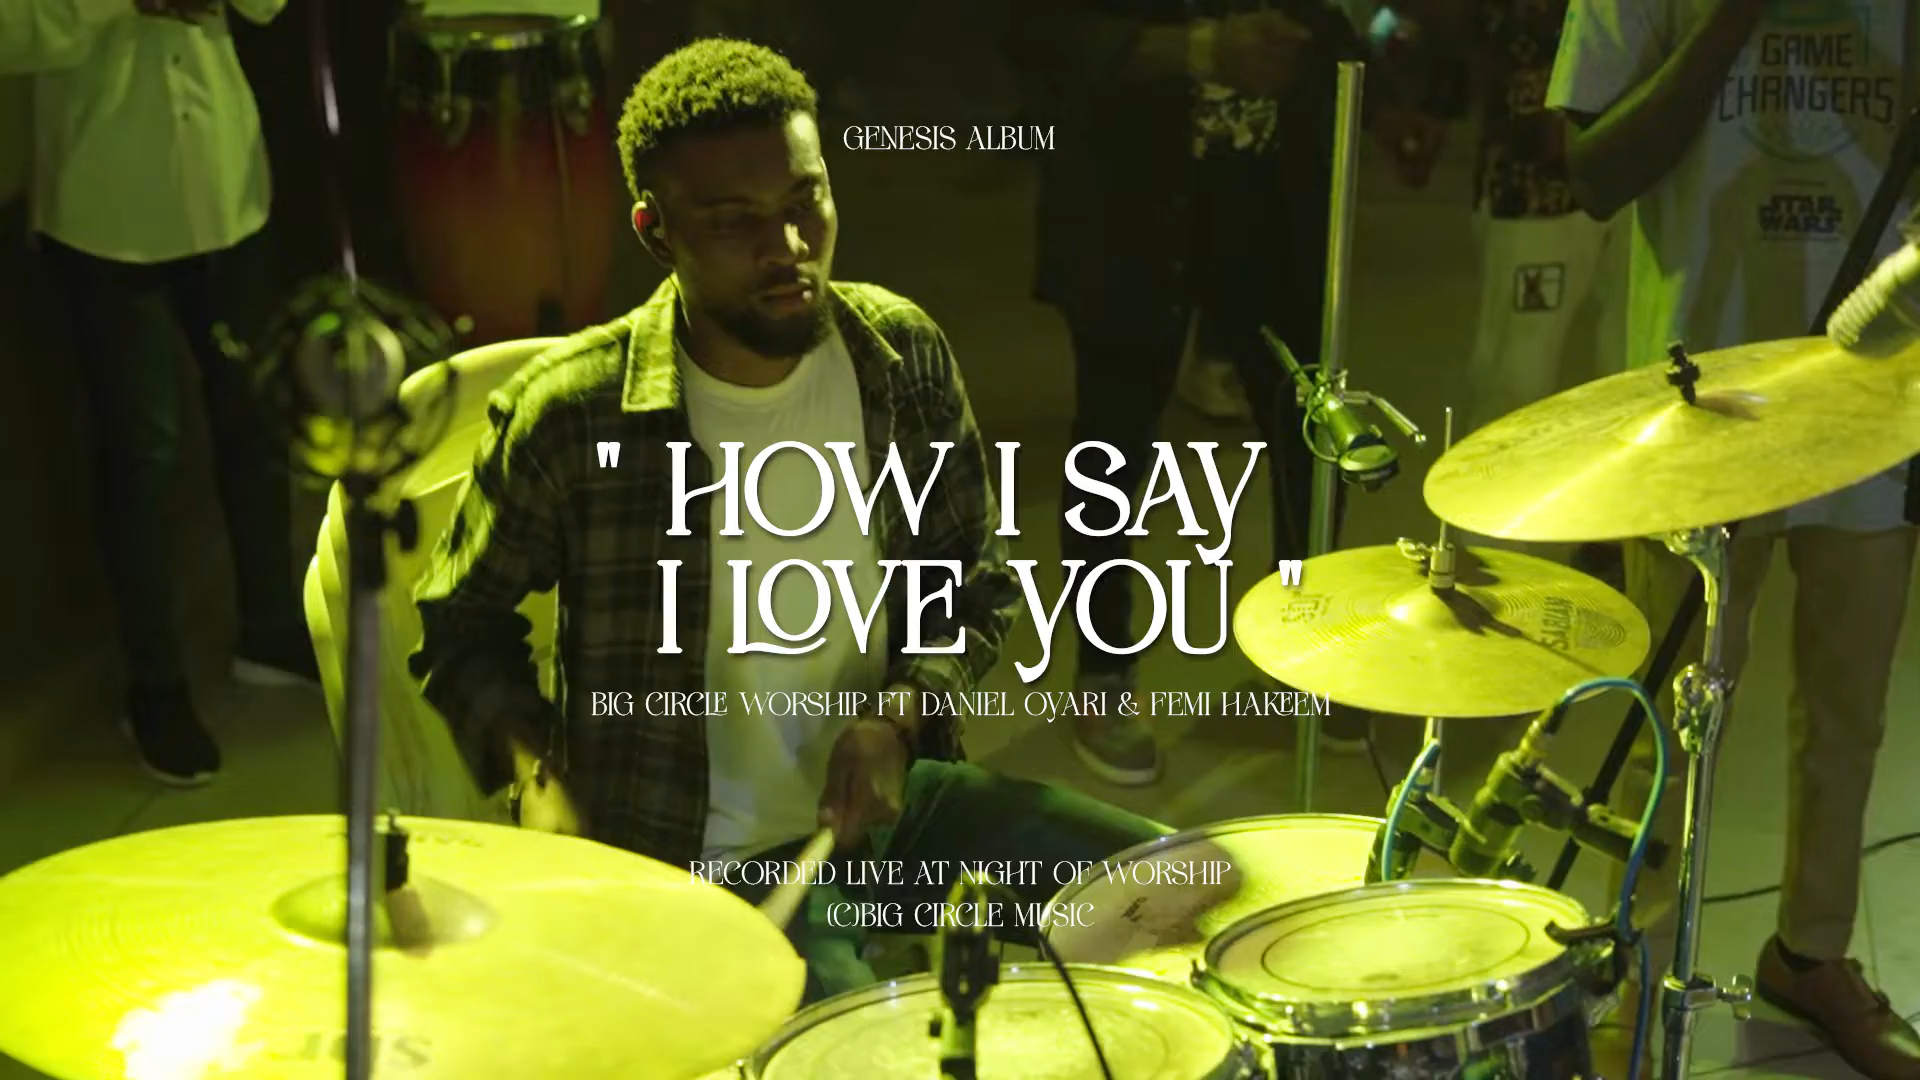 GAME
CHANGERS
GENESIS ALBUM
STAR
WARS
" HOW I SAY
I LOVE YOU "
SABIAN
BIG CIRCLE WORSHIP FT DANIEL OYARI & FEMI HAKEEM
RECORDED LIVE AT NIGHT OF WORSHIP
(C)BIG CIRCLE MUSIC